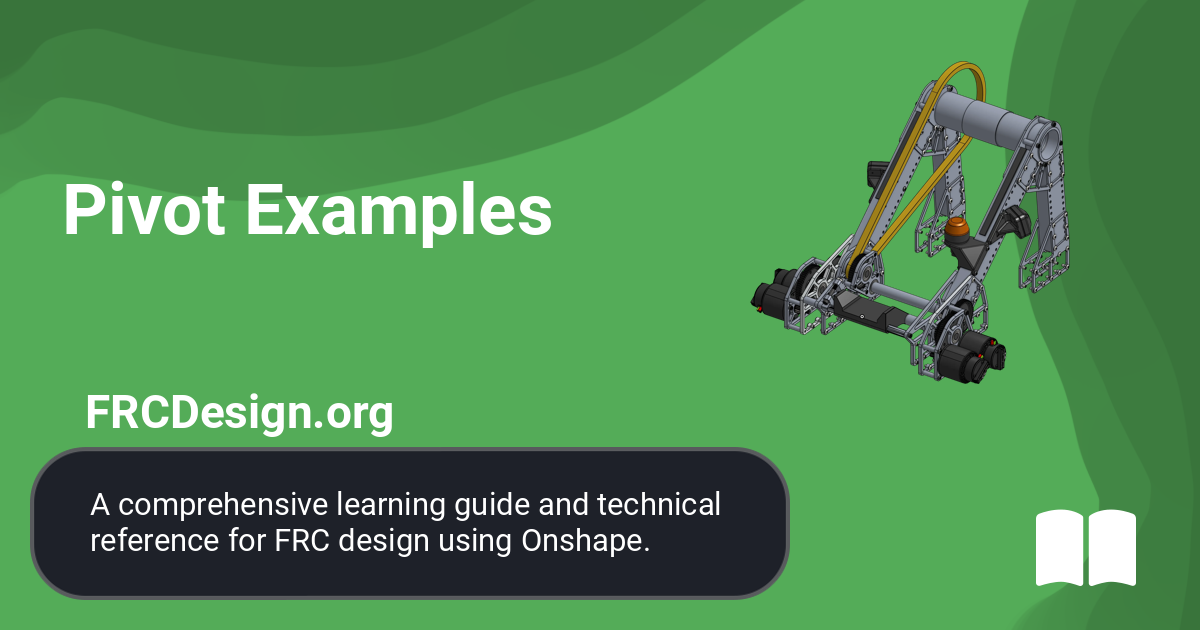 Pivot Examples
FRCDesign.org
A comprehensive learning guide and technical
reference for FRC design using Onshape.